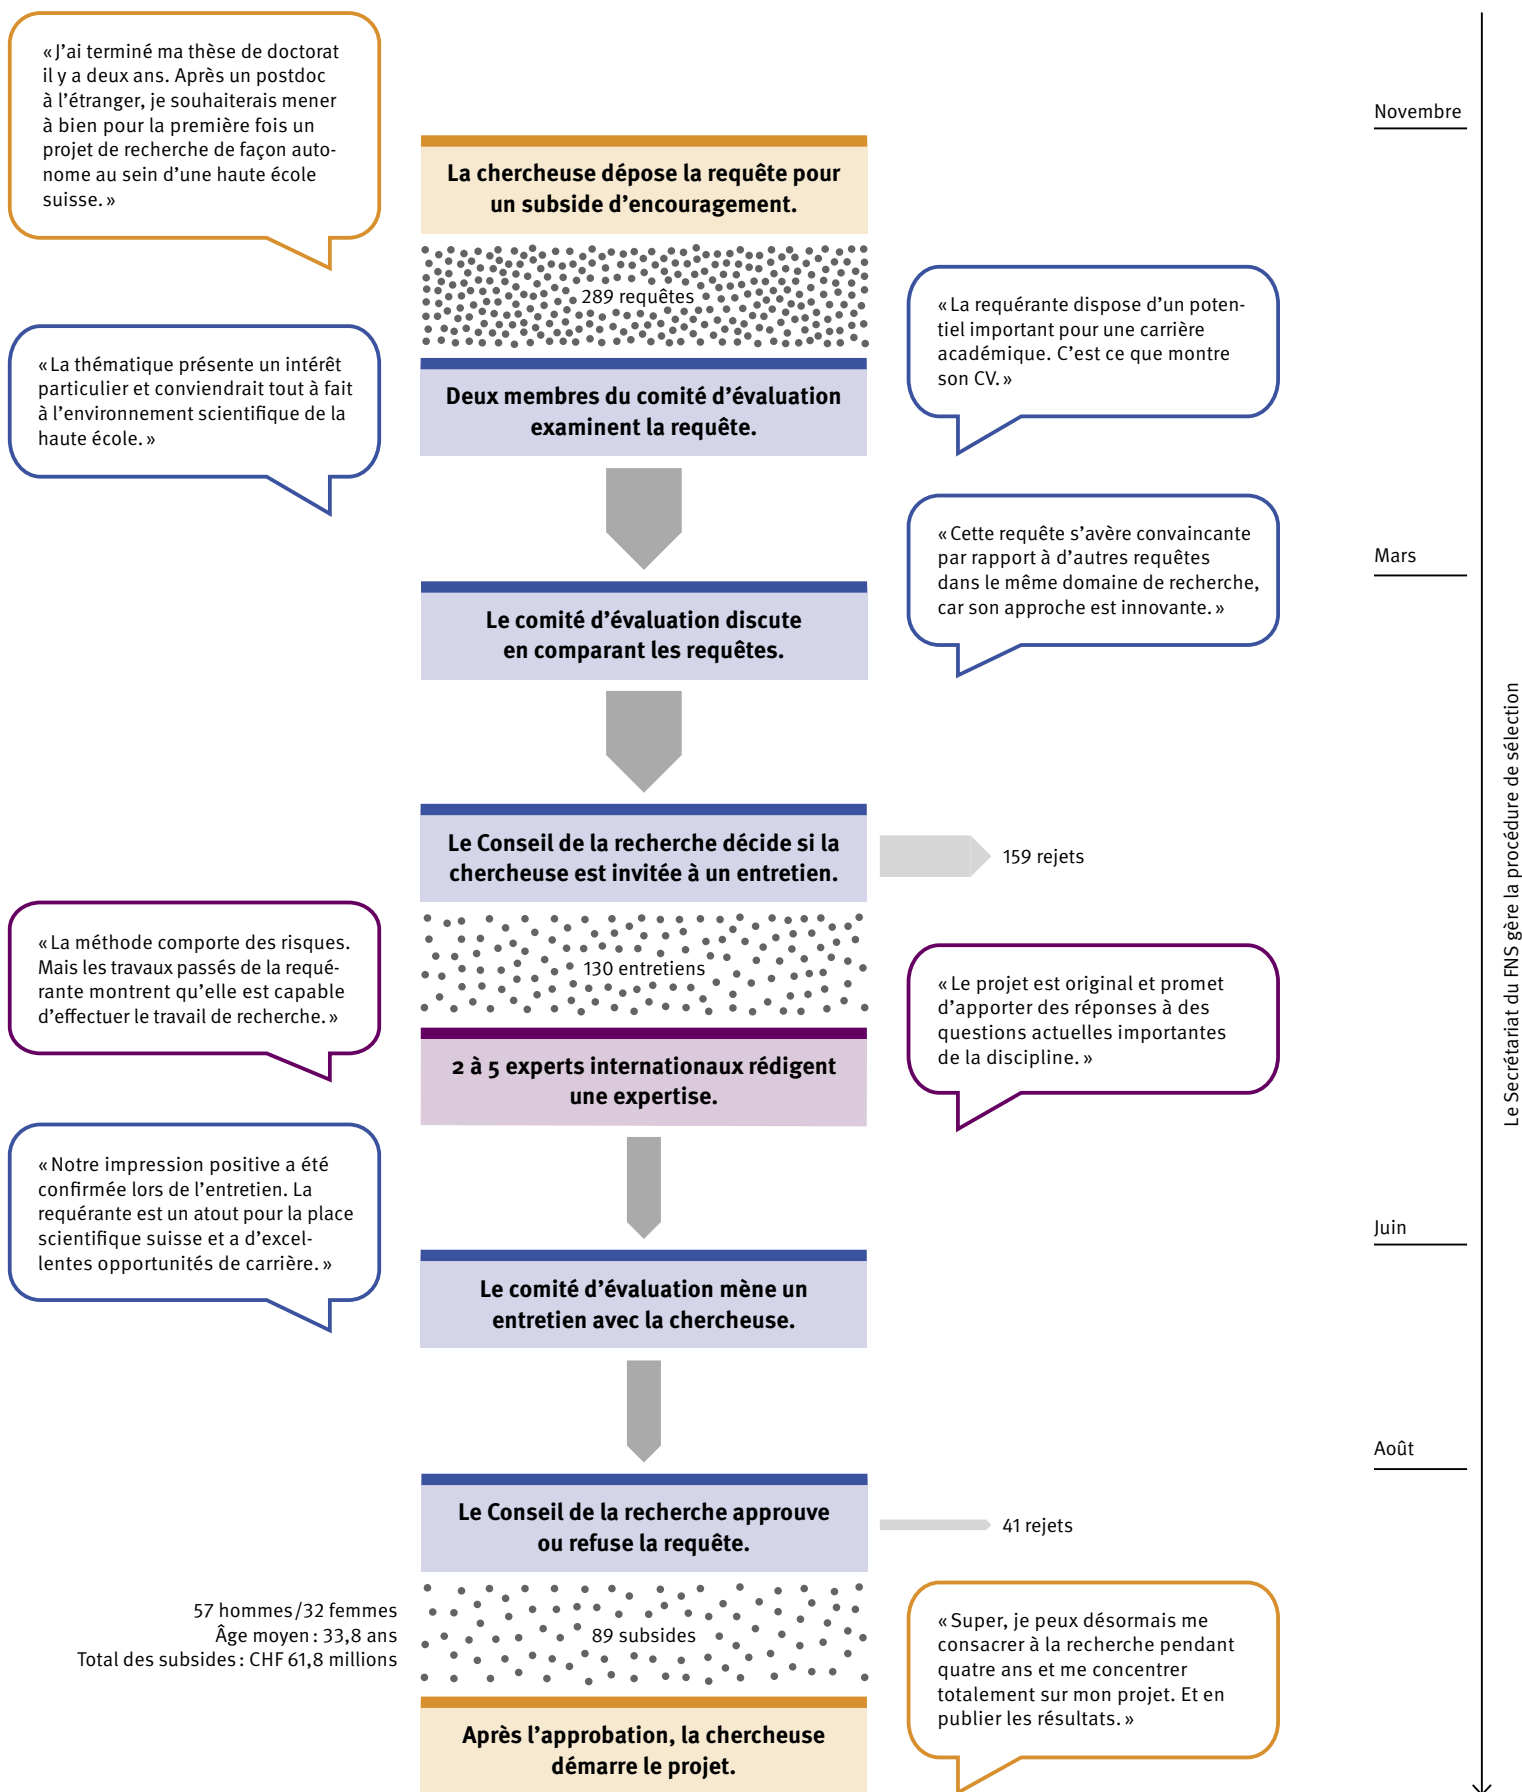 « J’ai terminé ma thèse de doctorat
il y a deux ans. Après un postdoc
à l’étranger, je souhaiterais mener
à bien pour la première fois un
projet de recherche de façon auto-
nome au sein d’une haute école
suisse. »
Novembre
La chercheuse dépose la requête pour
un subside d’encouragement.
289 requêtes
« La requérante dispose d’un poten-
tiel important pour une carrière
académique. C’est ce que montre
son CV. »
« La thématique présente un intérêt
particulier et conviendrait tout à fait
à l’environnement scientifique de la
haute école. »
Deux membres du comité d’évaluation
examinent la requête.
« Cette requête s’avère convaincante
par rapport à d’autres requêtes
dans le même domaine de recherche,
car son approche est innovante. »
Mars
Le comité d’évaluation discute
en comparant les requêtes.
Le Secrétariat du FNS gère la procédure de sélection
Le Conseil de la recherche décide si la
chercheuse est invitée à un entretien.
159 rejets
« La méthode comporte des risques.
Mais les travaux passés de la requé-
rante montrent qu’elle est capable
d’effectuer le travail de recherche. »
130 entretiens
« Le projet est original et promet
d’apporter des réponses à des
questions actuelles importantes
de la discipline. »
2 à 5 experts internationaux rédigent
une expertise.
« Notre impression positive a été
confirmée lors de l’entretien. La
requérante est un atout pour la place
scientifique suisse et a d’excel-
lentes opportunités de carrière. »
Juin
Le comité d’évaluation mène un
entretien avec la chercheuse.
Août
Le Conseil de la recherche approuve
ou refuse la requête.
41 rejets
57 hommes / 32 femmes
Âge moyen : 33,8 ans
Total des subsides : CHF 61,8 millions
89 subsides
« Super, je peux désormais me
consacrer à la recherche pendant
quatre ans et me concentrer
totalement sur mon projet. Et en
publier les résultats. »
Après l’approbation, la chercheuse
démarre le projet.